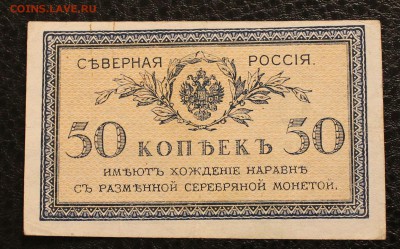 COINS.LAVE.RU
СѢВЕРНАЯ РОССІЯ.
50 КОПѢЕКЪ 50
ИМѢЮТЪ ХОЖДЕНІЕ НАРАВНѢ
СЪ РАЗМѢННОЙ СЕРЕБРЯНОЙ МОНЕТОЙ.